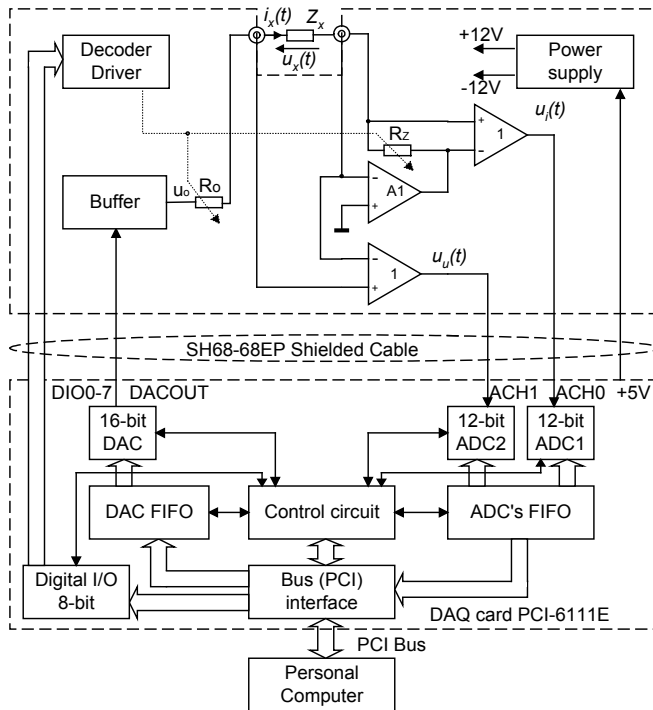 i_x(t) Z_x
u_x(t)
Decoder
Driver
+12V
-12V
Power
supply
u_i(t)
+
-
1
R_Z
Buffer
u_o R_o
-
+
A1
u_u(t)
-
+
1
SH68-68EP Shielded Cable
DIO0-7 DACOUT ACH1 ACH0 +5V
16-bit
DAC
12-bit
ADC2
12-bit
ADC1
DAC FIFO
Control circuit
ADC's FIFO
Digital I/O
8-bit
Bus (PCI)
interface
DAQ card PCI-6111E
PCI Bus
Personal
Computer